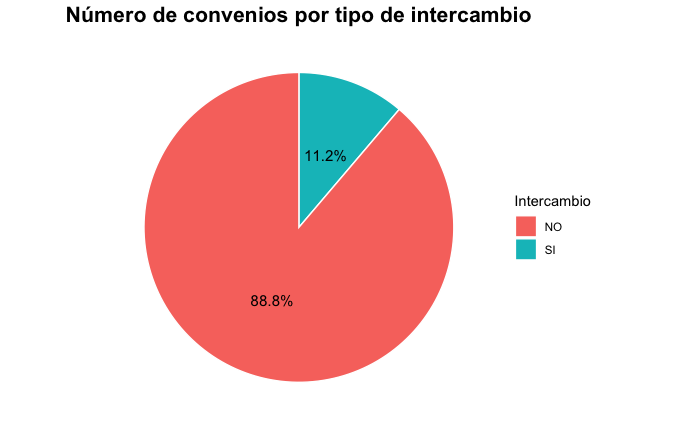 Número de convenios por tipo de intercambio
11.2%
88.8%
Intercambio
NO
SI